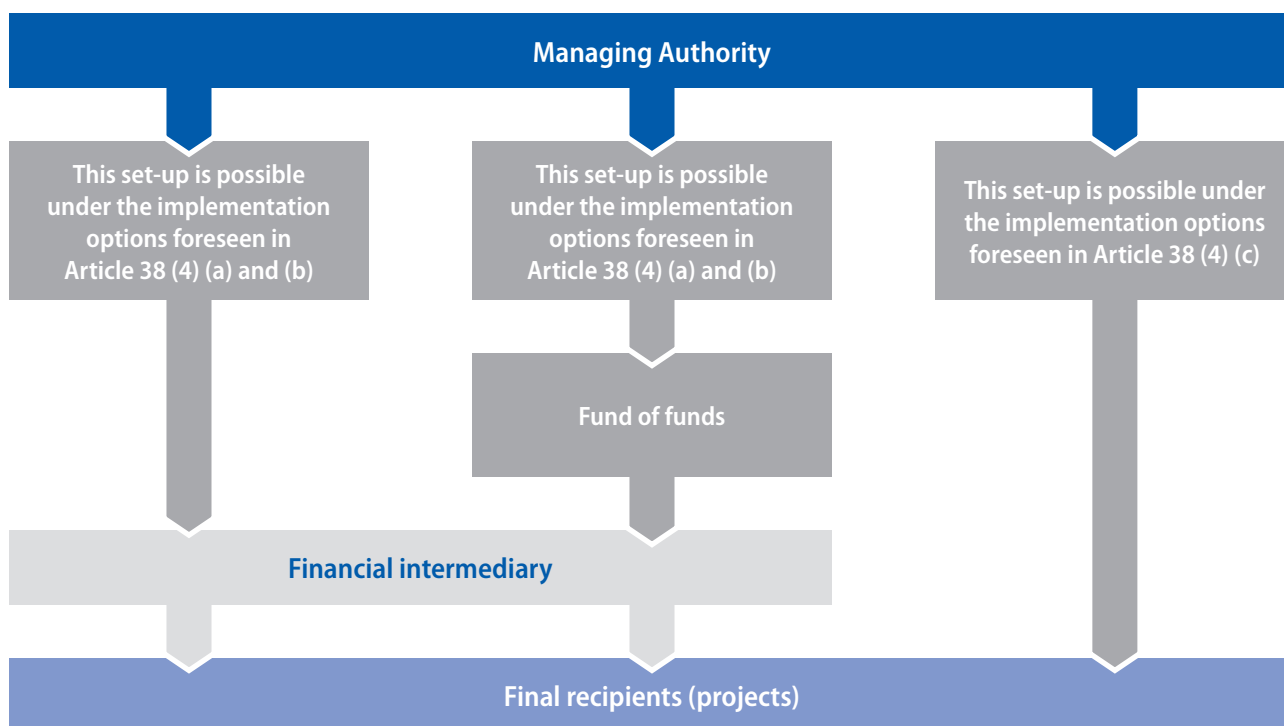 Managing Authority
This set-up is possible
under the implementation
options foreseen in
Article 38 (4) (a) and (b)
This set-up is possible
under the implementation
options foreseen in
Article 38 (4) (a) and (b)
This set-up is possible under
the implementation options
foreseen in Article 38 (4) (c)
Fund of funds
Financial intermediary
Final recipients (projects)